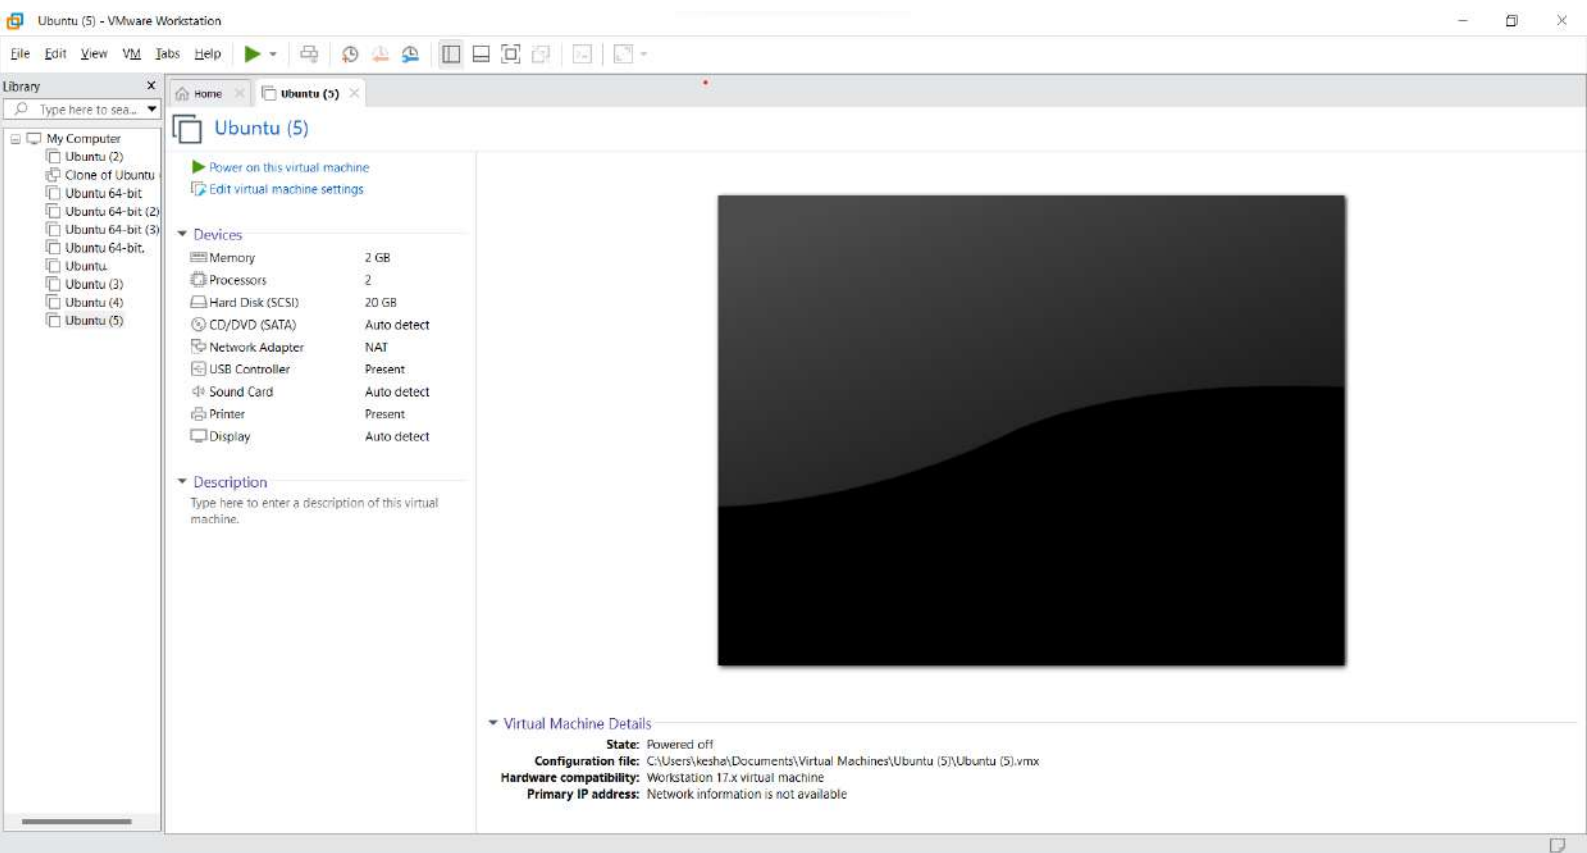 Ubuntu (5) - VMware Workstation
File Edit View VM Tabs Help
Library X
Type here to sea...
Home
Ubuntu (5)
My Computer
Ubuntu (2)
Clone of Ubuntu
Ubuntu 64-bit
Ubuntu 64-bit (2)
Ubuntu 64-bit (3)
Ubuntu 64-bit.
Ubuntu.
Ubuntu (3)
Ubuntu (4)
Ubuntu (5)
Ubuntu (5)
Power on this virtual machine
Edit virtual machine settings
Devices
Memory 2 GB
Processors 2
Hard Disk (SCSI) 20 GB
CD/DVD (SATA) Auto detect
Network Adapter NAT
USB Controller Present
Sound Card Auto detect
Printer Present
Display Auto detect
Description
Type here to enter a description of this virtual
machine.
Virtual Machine Details
State: Powered off
Configuration file: C:\Users\kesha\Documents\Virtual Machines\Ubuntu (5)\Ubuntu (5).vmx
Hardware compatibility: Workstation 17.x virtual machine
Primary IP address: Network information is not available